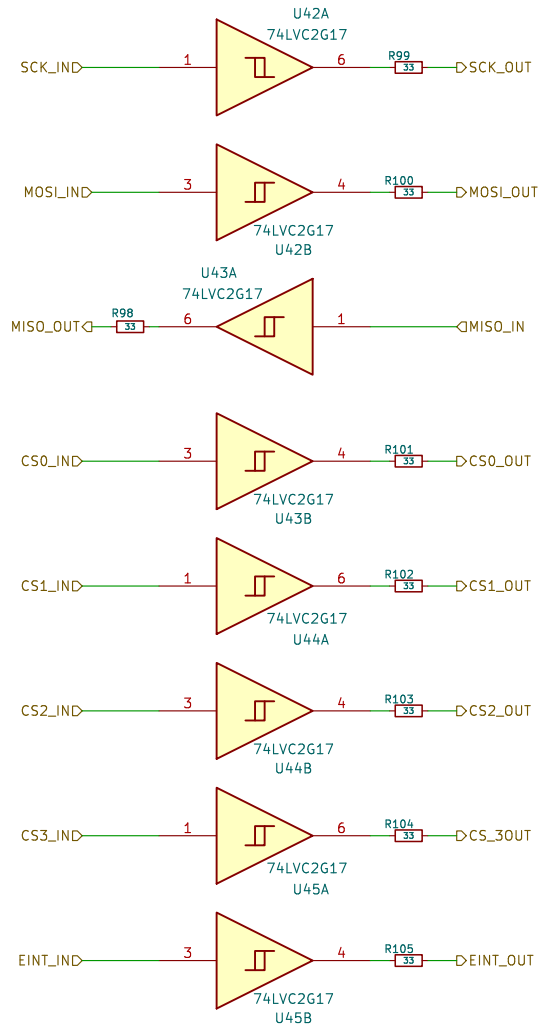 U42A
74LVC2G17
SCK_IN 1 6 R99 33 SCK_OUT
MOSI_IN 3 4 R100 33 MOSI_OUT
74LVC2G17
U42B
U43A
74LVC2G17
MISO_OUT R98 33 6 1 MISO_IN
CS0_IN 3 4 R101 33 CS0_OUT
74LVC2G17
U43B
CS1_IN 1 6 R102 33 CS1_OUT
74LVC2G17
U44A
CS2_IN 3 4 R103 33 CS2_OUT
74LVC2G17
U44B
CS3_IN 1 6 R104 33 CS_3OUT
74LVC2G17
U45A
EINT_IN 3 4 R105 33 EINT_OUT
74LVC2G17
U45B